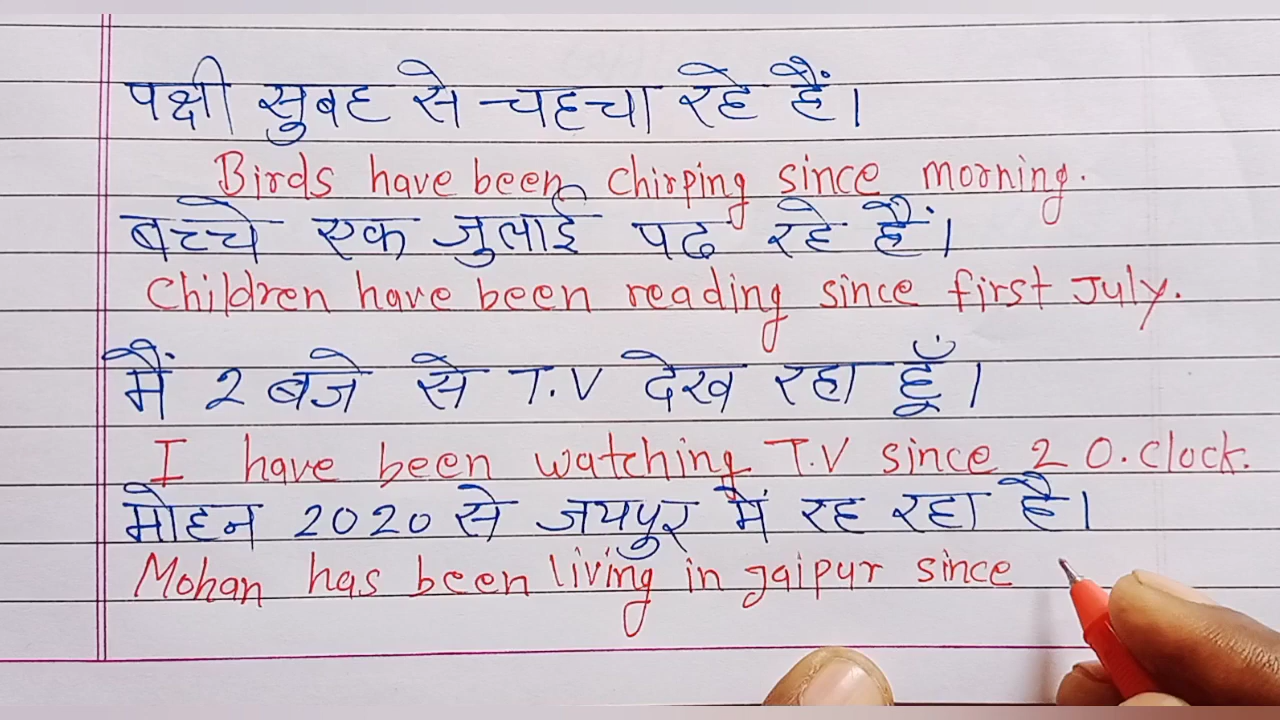 पक्षी सुबह से चहचा रहे हैं।
Birds have been chirping since morning.
बच्चे एक जुलाई पढ रहे हैं।
Children have been reading since first July.
मैं 2 बजे से T.V देख रहा हूँ।
I have been watching T.V since 2 O.clock.
मोहन 2020 से जयपुर में रह रहा है।
Mohan has been living in jaipur since